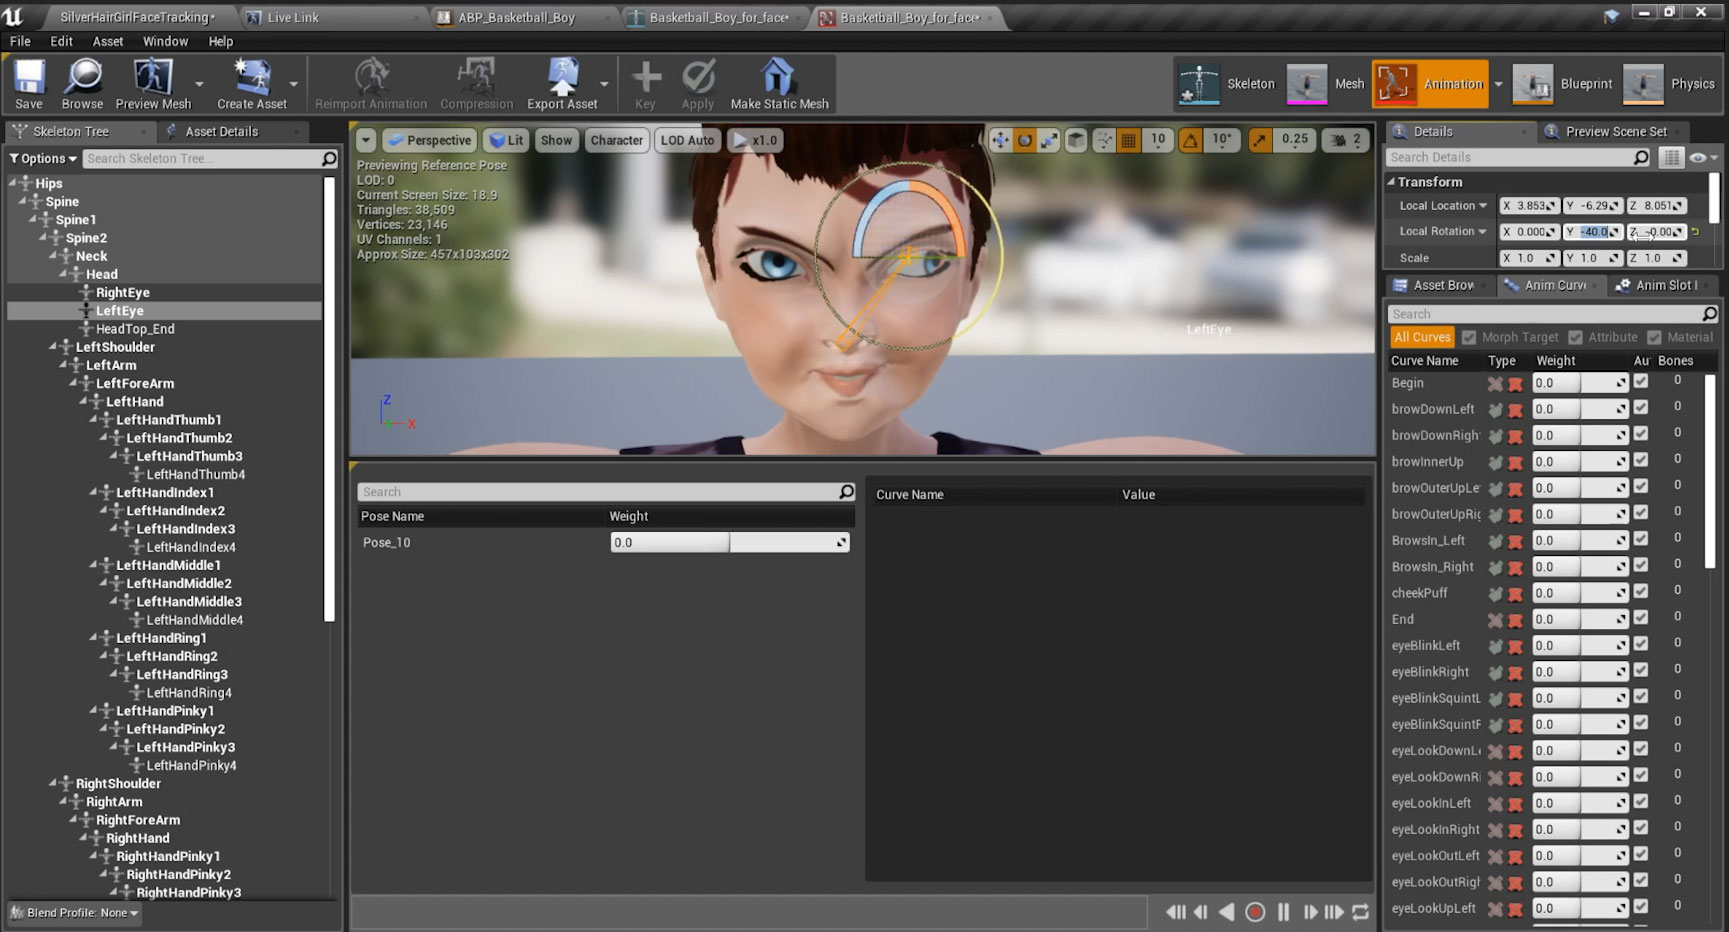 SilverHairGirlFaceTracking*
Live Link
ABP_Basketball_Boy
Basketball_Boy_for_face*
Basketball_Boy_for_face*
File Edit Asset Window Help
Save
Browse
Preview Mesh
Create Asset
Reimport Animation
Compression
Export Asset
Key
Apply
Make Static Mesh
Skeleton
Mesh
Animation
Blueprint
Physics
Skeleton Tree
Asset Details
Options
Search Skeleton Tree...
Hips
Spine
Spine1
Spine2
Neck
Head
RightEye
LeftEye
HeadTop_End
LeftShoulder
LeftArm
LeftForeArm
LeftHand
LeftHandThumb1
LeftHandThumb2
LeftHandThumb3
LeftHandThumb4
LeftHandIndex1
LeftHandIndex2
LeftHandIndex3
LeftHandIndex4
LeftHandMiddle1
LeftHandMiddle2
LeftHandMiddle3
LeftHandMiddle4
LeftHandRing1
LeftHandRing2
LeftHandRing3
LeftHandRing4
LeftHandPinky1
LeftHandPinky2
LeftHandPinky3
LeftHandPinky4
RightShoulder
RightArm
RightForeArm
RightHand
RightHandPinky1
RightHandPinky2
RightHandPinky3
Blend Profile: None
Perspective Lit Show Character LOD Auto x1.0
10 10° 0.25 2
Previewing Reference Pose
LOD: 0
Current Screen Size: 18.9
Triangles: 38,509
Vertices: 23,146
UV Channels: 1
Approx Size: 457x103x302
LeftEye
Z
X
Search
Pose Name Weight
Pose_10 0.0
Curve Name Value
Details
Preview Scene Set
Search Details
Transform
Local Location X 3.853 Y -6.29 Z 8.051
Local Rotation X 0.000 Y -40.0 Z -0.00
Scale X 1.0 Y 1.0 Z 1.0
Asset Brow
Anim Curv
Anim Slot I
Search
All Curves Morph Target Attribute Material
Curve Name Type Weight Au Bones
Begin 0.0 0
browDownLeft 0.0 0
browDownRight 0.0 0
browInnerUp 0.0 0
browOuterUpLe 0.0 0
browOuterUpRig 0.0 0
BrowsIn_Left 0.0 0
BrowsIn_Right 0.0 0
cheekPuff 0.0 0
End 0.0 0
eyeBlinkLeft 0.0 0
eyeBlinkRight 0.0 0
eyeBlinkSquintL 0.0 0
eyeBlinkSquintF 0.0 0
eyeLookDownLe 0.0 0
eyeLookDownRi 0.0 0
eyeLookInLeft 0.0 0
eyeLookInRight 0.0 0
eyeLookOutLeft 0.0 0
eyeLookOutRigh 0.0 0
eyeLookUpLeft 0.0 0